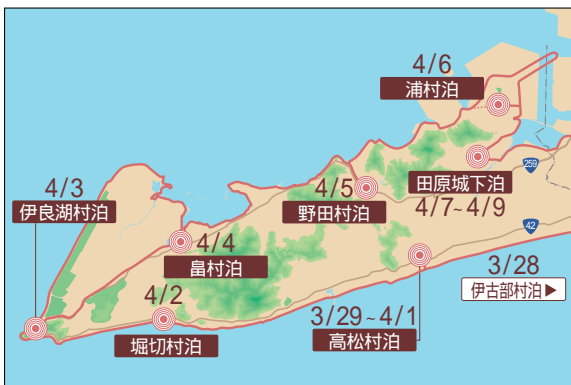 4/6
浦村泊
4/3
伊良湖村泊
4/5
野田村泊
田原城下泊
4/7~4/9
259
4/4
畠村泊
42
4/2
堀切村泊
3/29~4/1
高松村泊
3/28
伊古部村泊▶